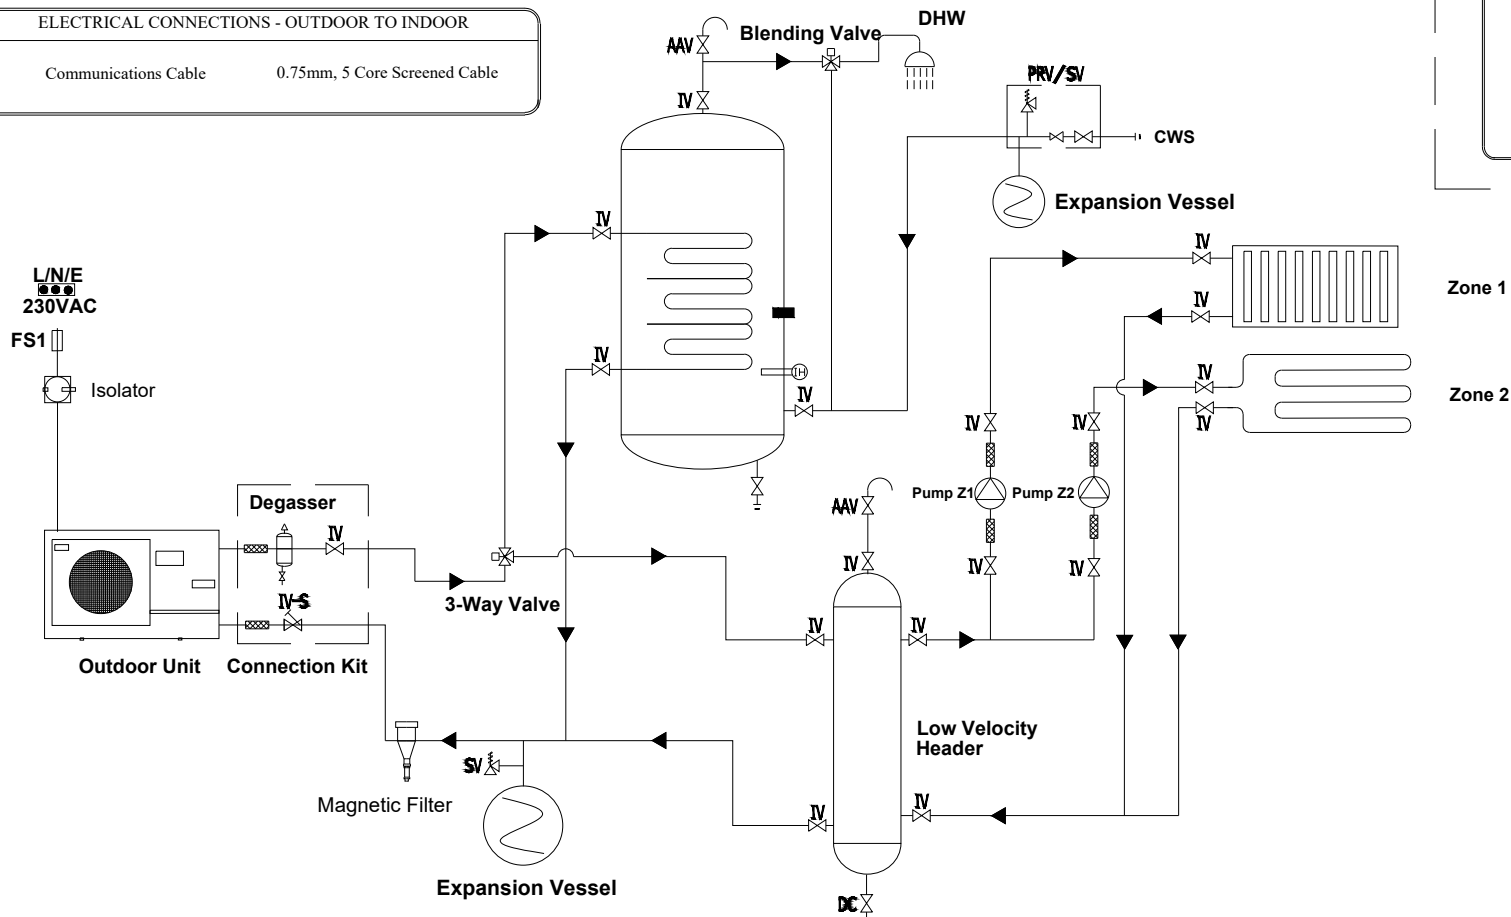 ELECTRICAL CONNECTIONS - OUTDOOR TO INDOOR
Communications Cable 0.75mm, 5 Core Screened Cable
DHW
Blending Valve
AAV
IV
PRV/SV
CWS
Expansion Vessel
IV
IV
Zone 1
IV
L/N/E
230VAC
FS1
Isolator
IV
IH
IV
IV
Zone 2
IV
IV
IV
Pump Z1
Pump Z2
Degasser
IV
AAV
IV
IV
IV
IV-S
3-Way Valve
IV
IV
Outdoor Unit
Connection Kit
Low Velocity
Header
SV
Magnetic Filter
IV
IV
Expansion Vessel
DC